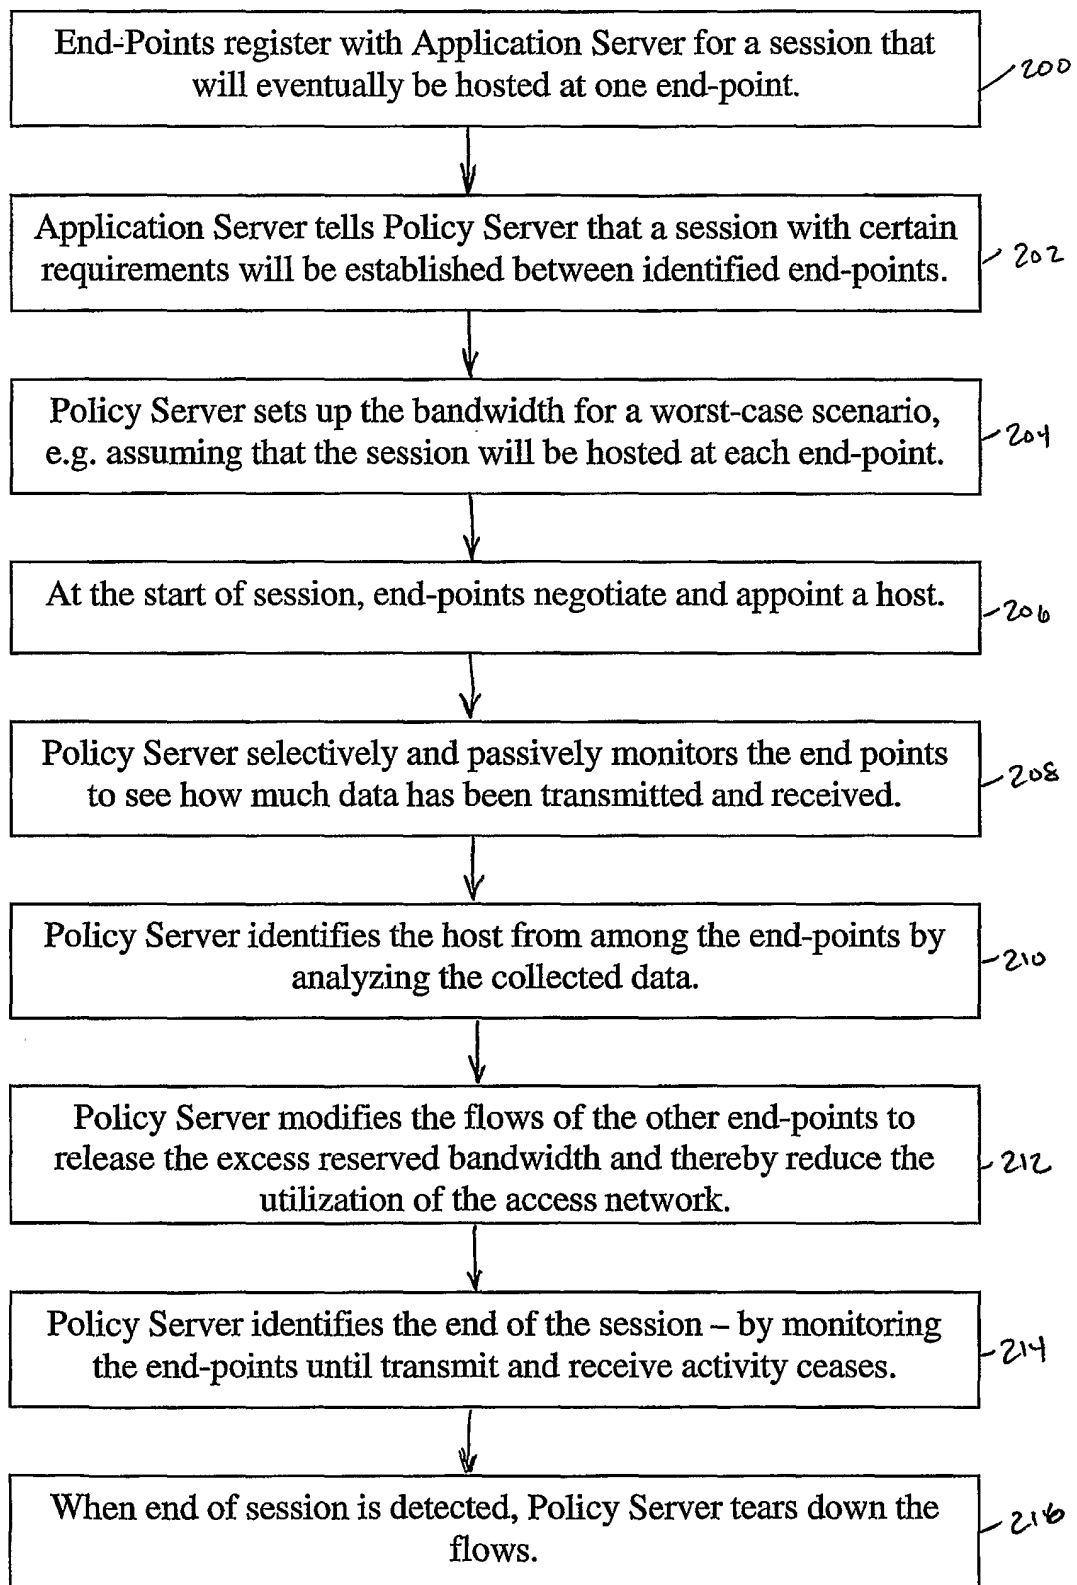 End-Points register with Application Server for a session that
will eventually be hosted at one end-point.
200
Application Server tells Policy Server that a session with certain
requirements will be established between identified end-points.
202
Policy Server sets up the bandwidth for a worst-case scenario,
e.g. assuming that the session will be hosted at each end-point.
204
At the start of session, end-points negotiate and appoint a host.
206
Policy Server selectively and passively monitors the end points
to see how much data has been transmitted and received.
208
Policy Server identifies the host from among the end-points by
analyzing the collected data.
210
Policy Server modifies the flows of the other end-points to
release the excess reserved bandwidth and thereby reduce the
utilization of the access network.
212
Policy Server identifies the end of the session – by monitoring
the end-points until transmit and receive activity ceases.
214
When end of session is detected, Policy Server tears down the
flows.
216